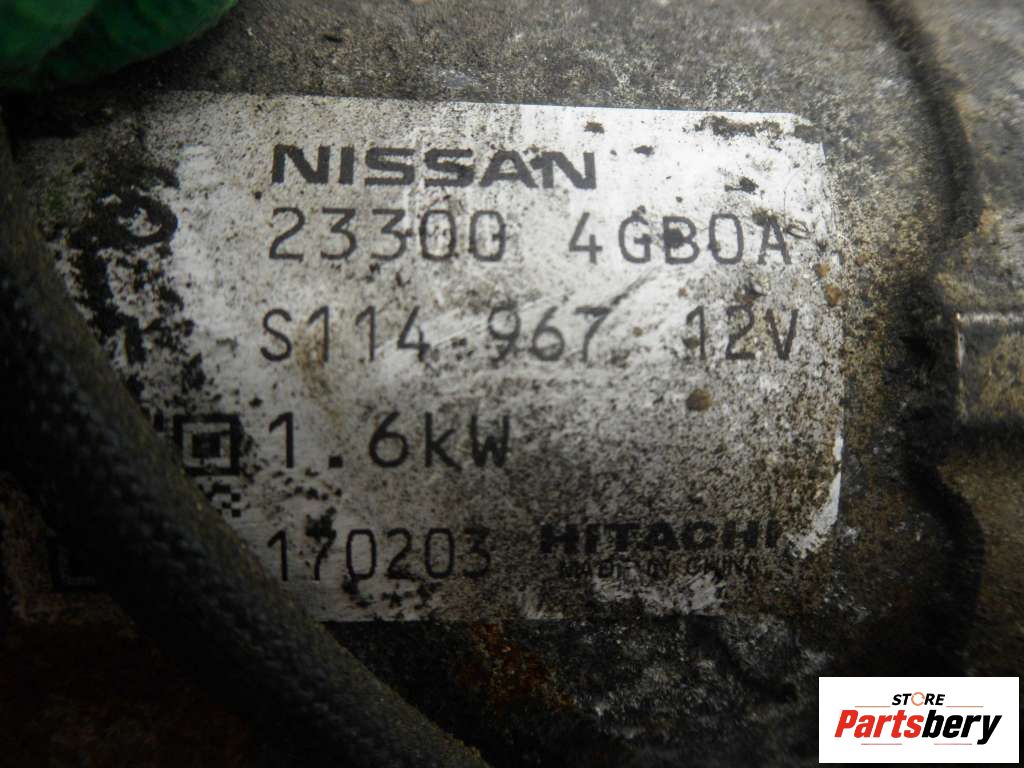 NISSAN
23300 4GB0A
S114 967 12V
1.6kW
170203 HITACHI
MADE IN CHINA
STORE
Partsbery